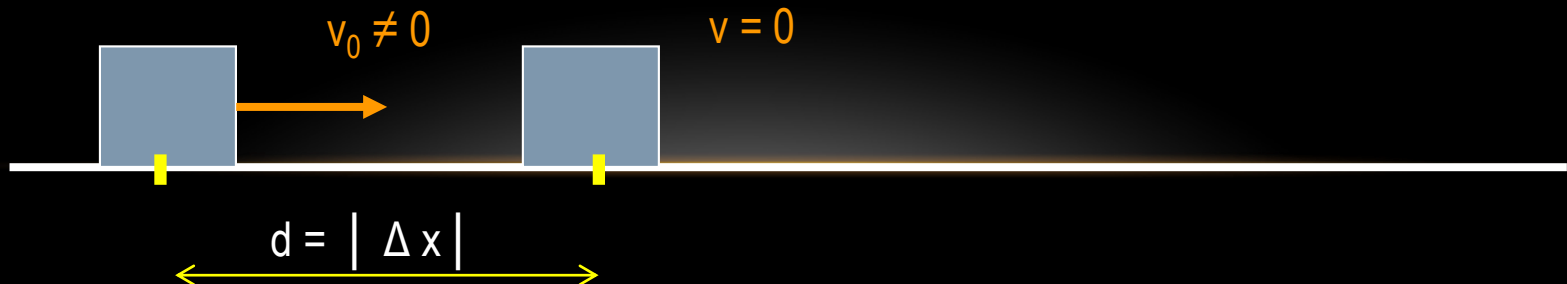 v₀ ≠ 0
v = 0
d = | Δ x |